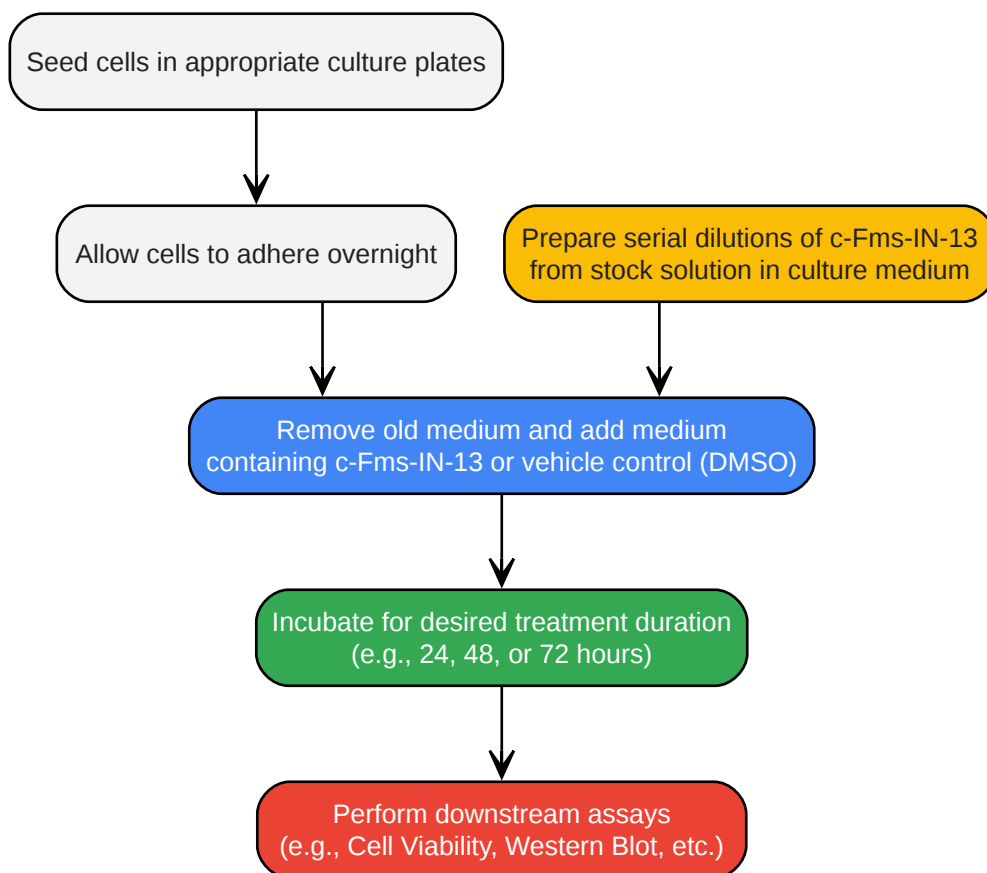 Seed cells in appropriate culture plates
Allow cells to adhere overnight
Prepare serial dilutions of c-Fms-IN-13
from stock solution in culture medium
Remove old medium and add medium
containing c-Fms-IN-13 or vehicle control (DMSO)
Incubate for desired treatment duration
(e.g., 24, 48, or 72 hours)
Perform downstream assays
(e.g., Cell Viability, Western Blot, etc.)